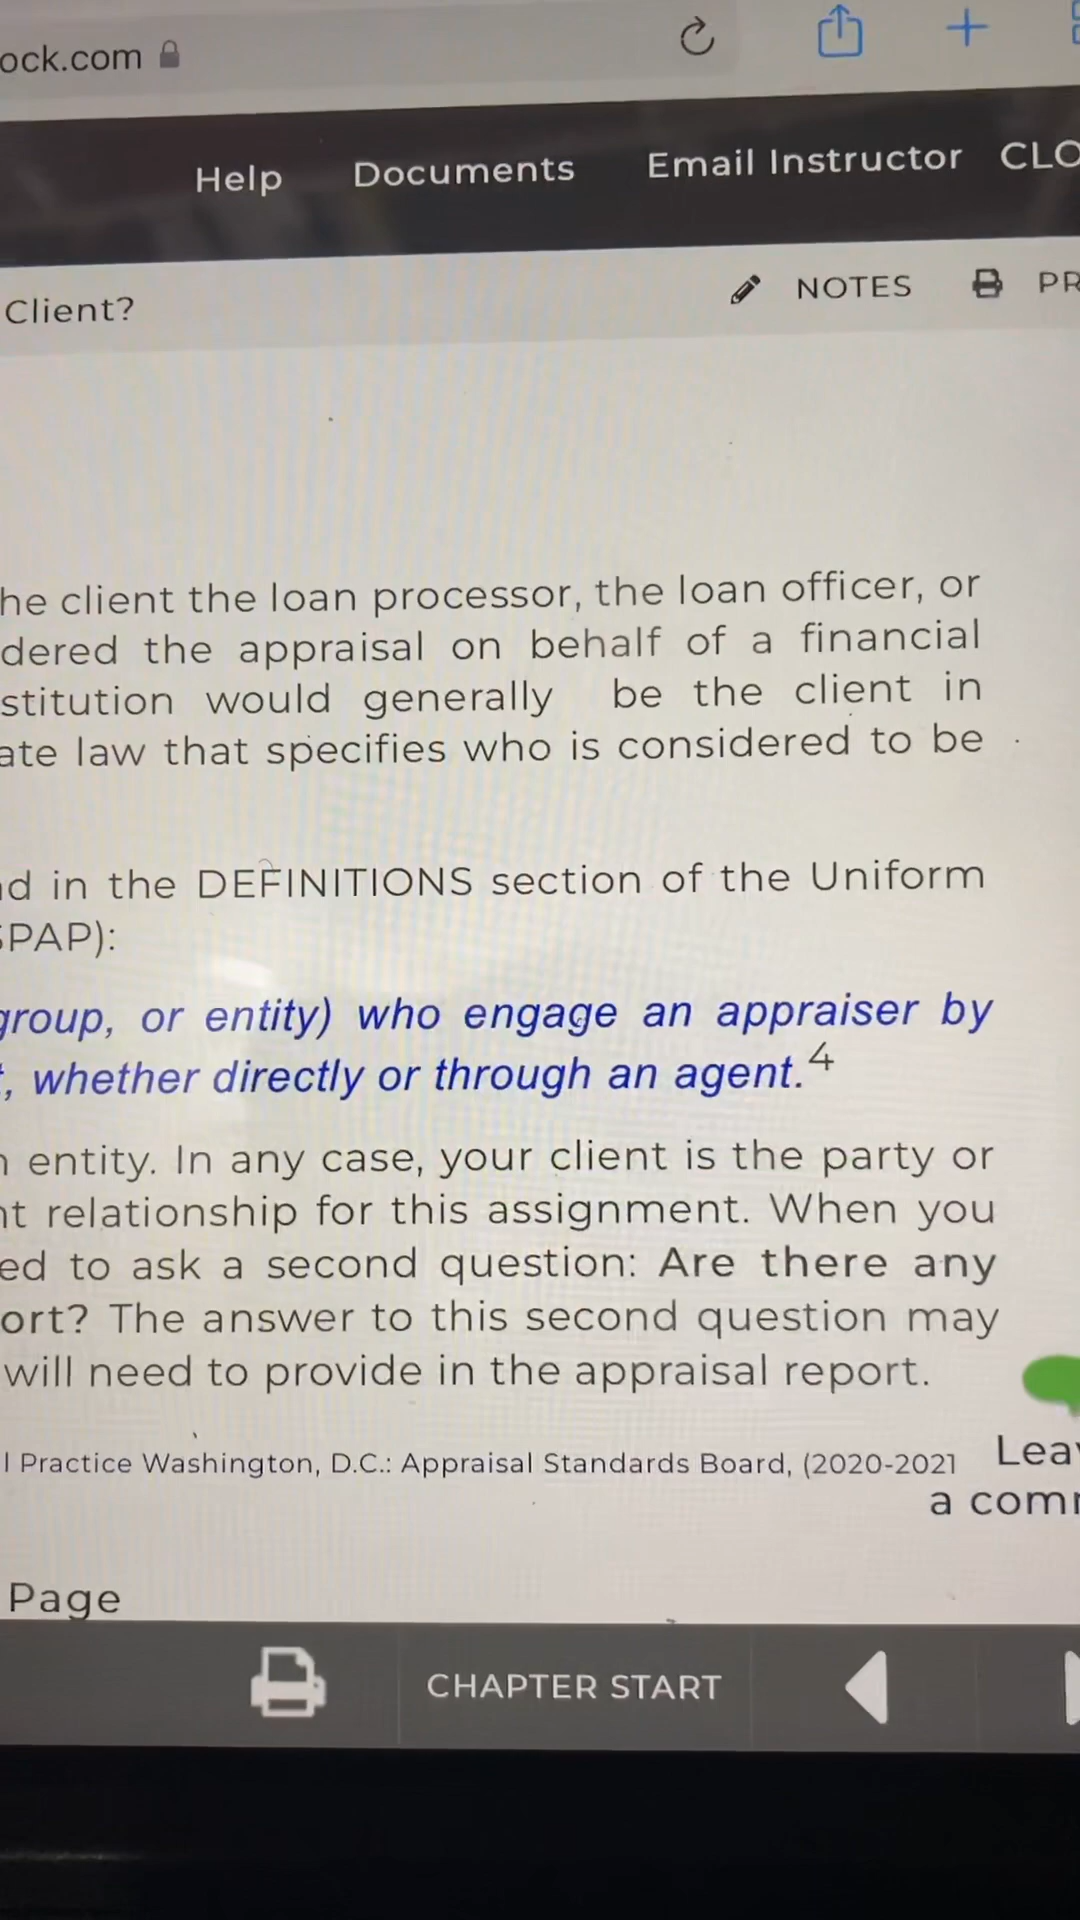 ock.com
Help Documents Email Instructor CLO
Client? NOTES PR
he client the loan processor, the loan officer, or
dered the appraisal on behalf of a financial
stitution would generally be the client in
ate law that specifies who is considered to be
d in the DEFINITIONS section of the Uniform
SPAP):
group, or entity) who engage an appraiser by
, whether directly or through an agent.4
n entity. In any case, your client is the party or
nt relationship for this assignment. When you
ed to ask a second question: Are there any
ort? The answer to this second question may
will need to provide in the appraisal report.
l Practice Washington, D.C.: Appraisal Standards Board, (2020-2021
Leav
a comm
Page
CHAPTER START